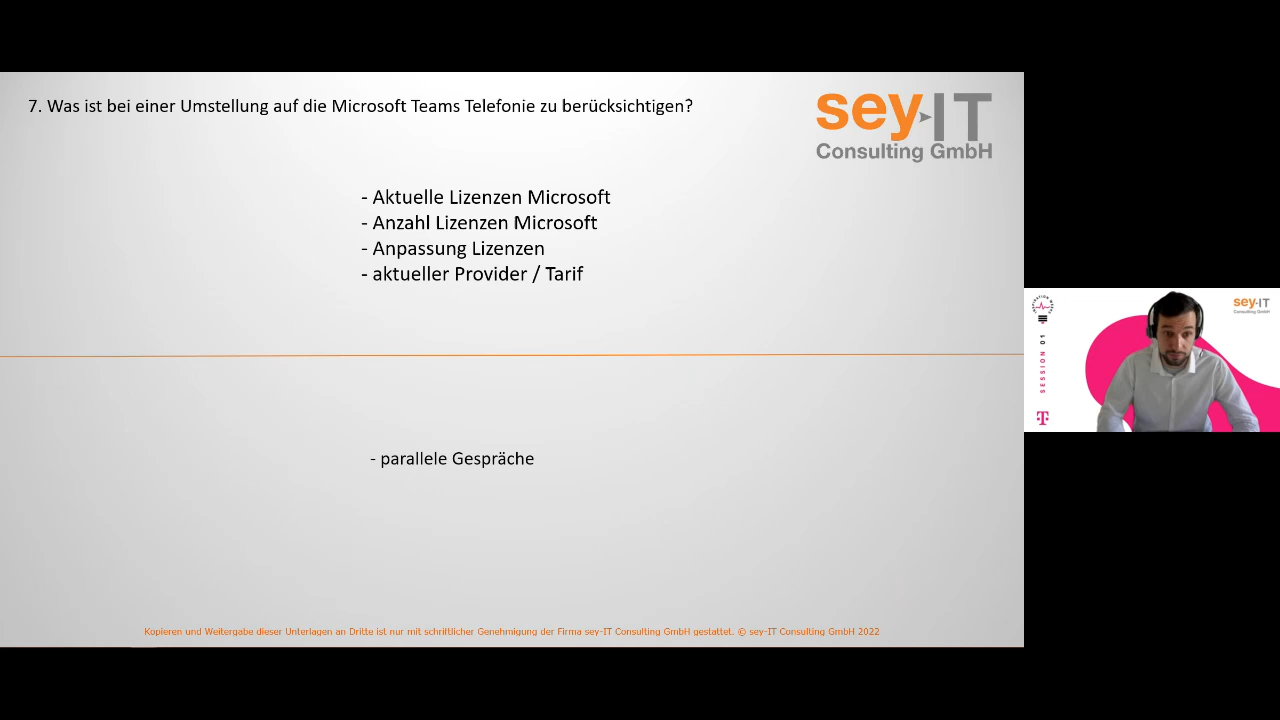 7. Was ist bei einer Umstellung auf die Microsoft Teams Telefonie zu berücksichtigen?
sey IT
Consulting GmbH
- Aktuelle Lizenzen Microsoft
- Anzahl Lizenzen Microsoft
- Anpassung Lizenzen
- aktueller Provider / Tarif
- parallele Gespräche
Kopieren und Weitergabe dieser Unterlagen an Dritte ist nur mit schriftlicher Genehmigung der Firma sey-IT Consulting GmbH gestattet. © sey-IT Consulting GmbH 2022
SESSION 01
T
sey IT
Consulting GmbH